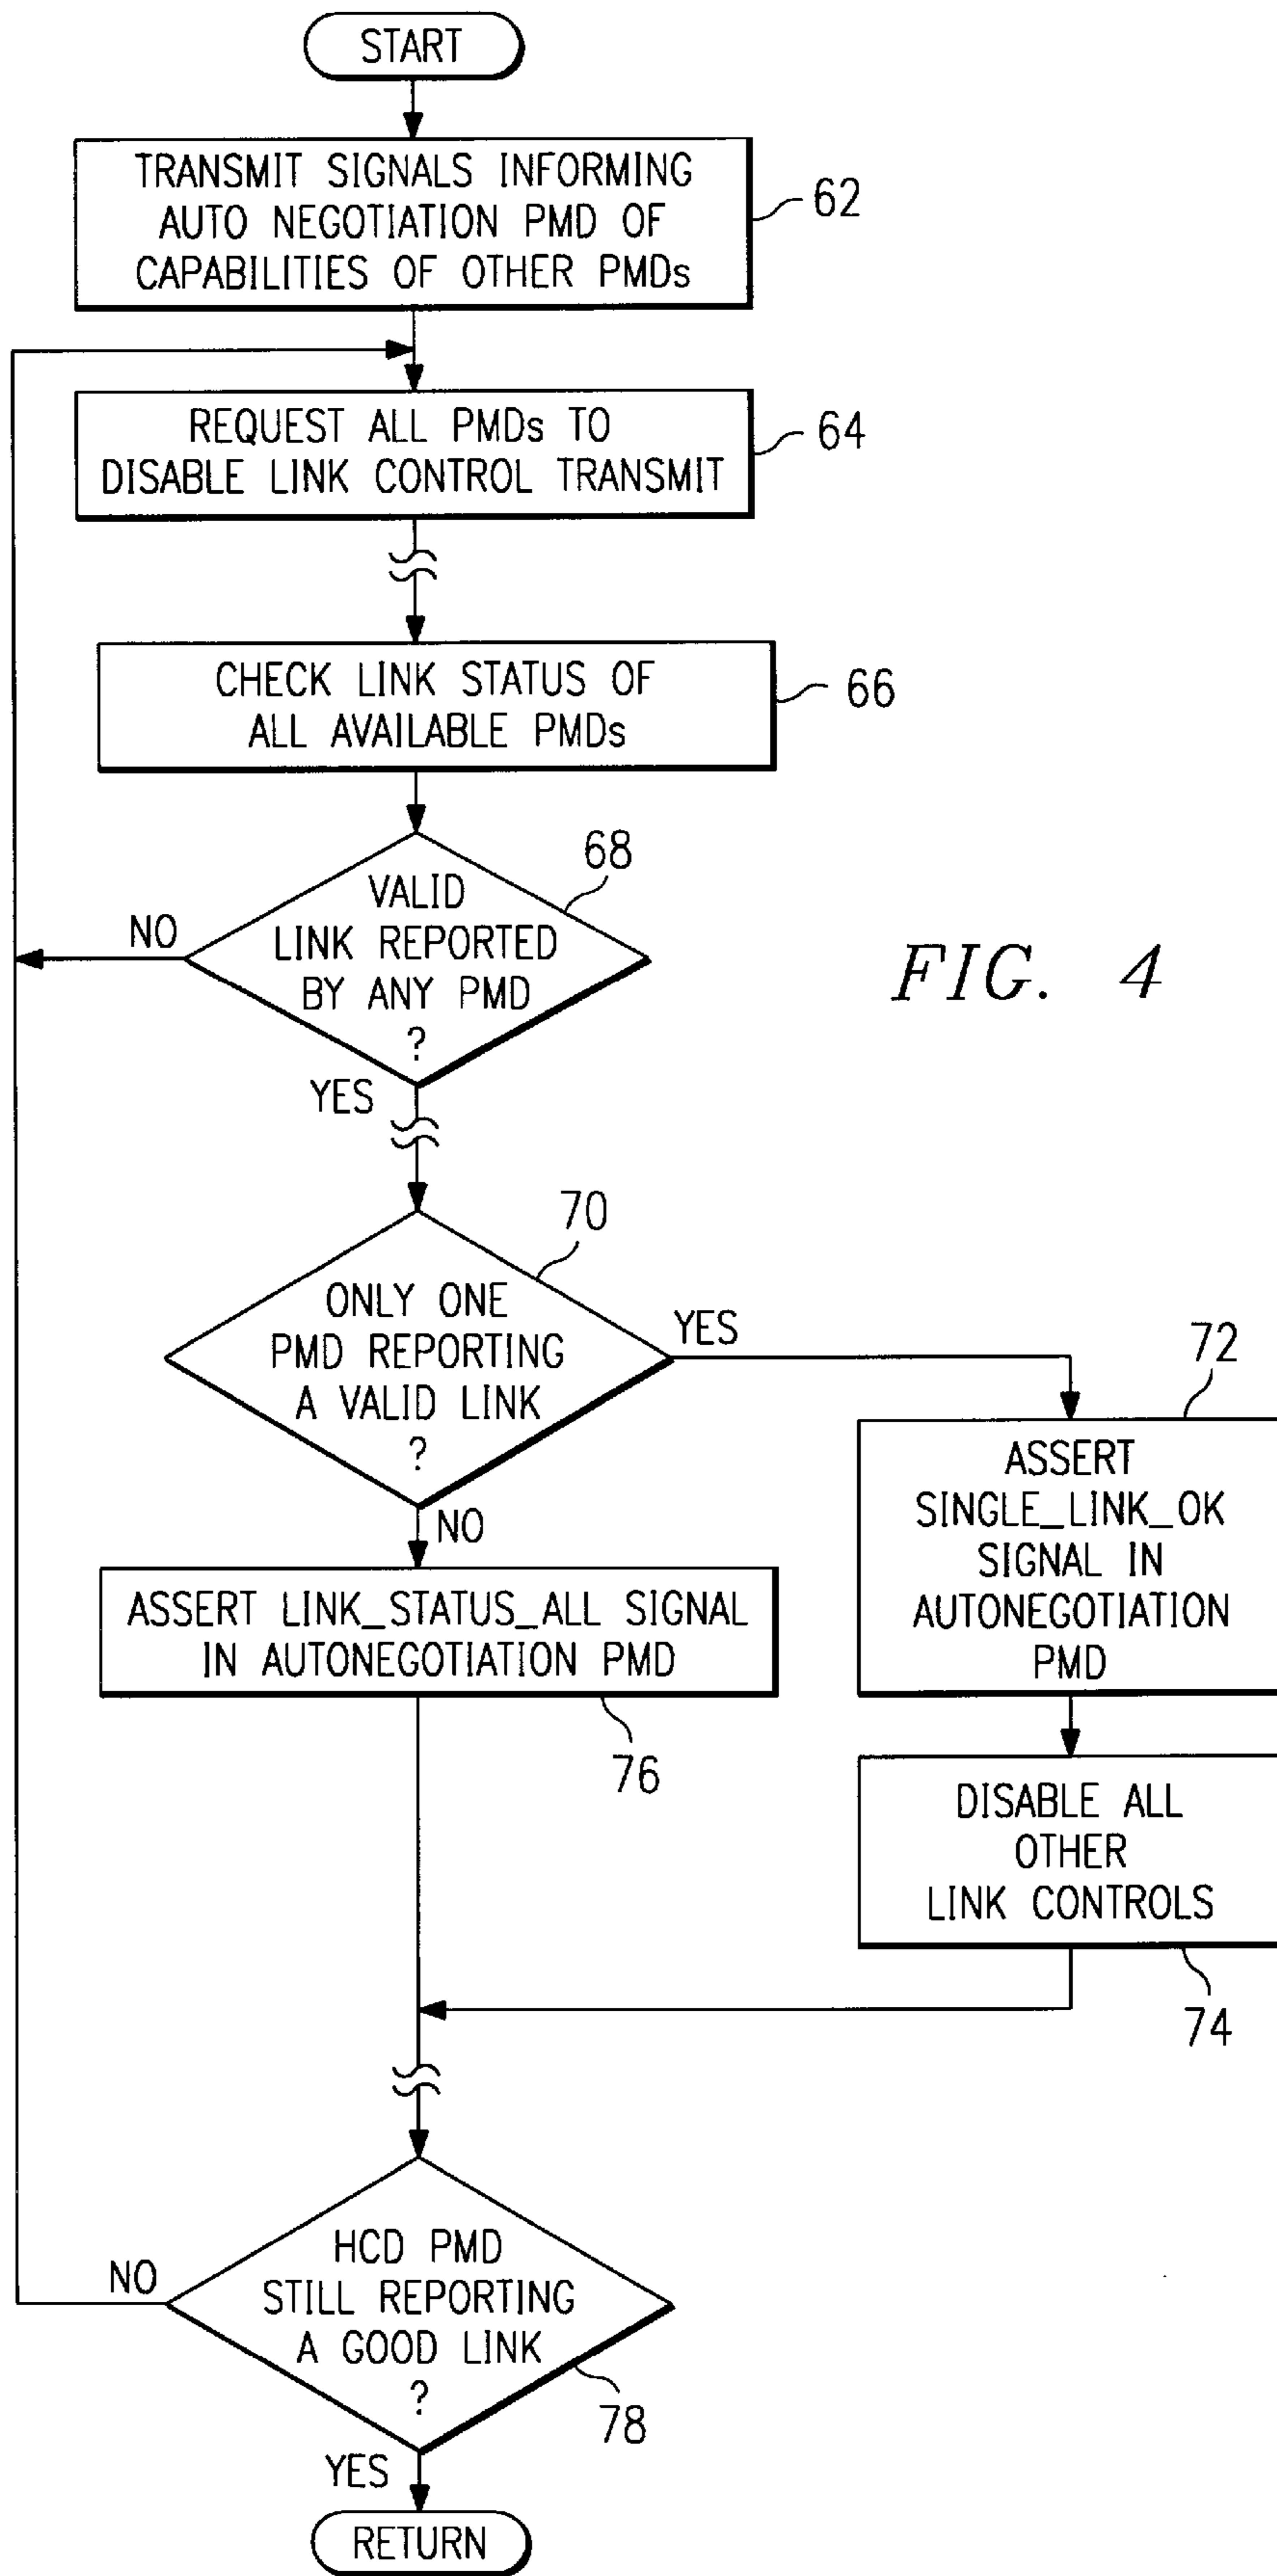 START
TRANSMIT SIGNALS INFORMING
AUTO NEGOTIATION PMD OF
CAPABILITIES OF OTHER PMDs
62
REQUEST ALL PMDs TO
DISABLE LINK CONTROL TRANSMIT
64
CHECK LINK STATUS OF
ALL AVAILABLE PMDs
66
68
VALID
LINK REPORTED
BY ANY PMD
?
NO
YES
FIG. 4
70
ONLY ONE
PMD REPORTING
A VALID LINK
?
YES
NO
72
ASSERT
SINGLE_LINK_OK
SIGNAL IN
AUTONEGOTIATION
PMD
ASSERT LINK_STATUS_ALL SIGNAL
IN AUTONEGOTIATION PMD
76
DISABLE ALL
OTHER
LINK CONTROLS
74
HCD PMD
STILL REPORTING
A GOOD LINK
?
NO
78
YES
RETURN